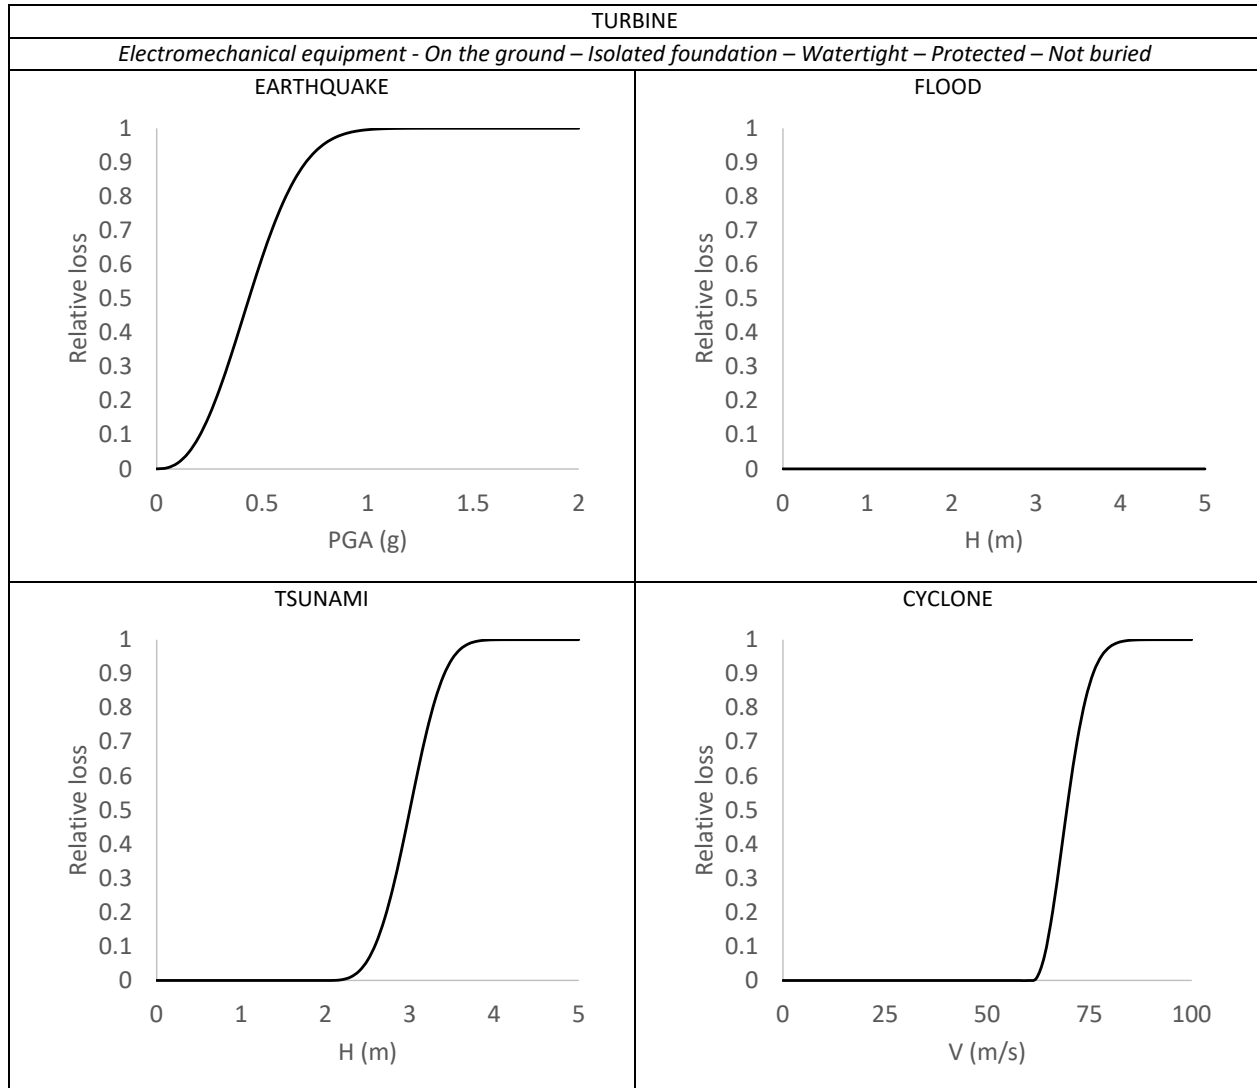 TURBINE
Electromechanical equipment - On the ground – Isolated foundation – Watertight – Protected – Not buried
EARTHQUAKE
1
0.9
0.8
0.7
0.6
0.5
0.4
0.3
0.2
0.1
0
Relative loss
0 0.5 1 1.5 2
PGA (g)
FLOOD
1
0.9
0.8
0.7
0.6
0.5
0.4
0.3
0.2
0.1
0
Relative loss
0 1 2 3 4 5
H (m)
TSUNAMI
1
0.9
0.8
0.7
0.6
0.5
0.4
0.3
0.2
0.1
0
Relative loss
0 1 2 3 4 5
H (m)
CYCLONE
1
0.9
0.8
0.7
0.6
0.5
0.4
0.3
0.2
0.1
0
Relative loss
0 25 50 75 100
V (m/s)